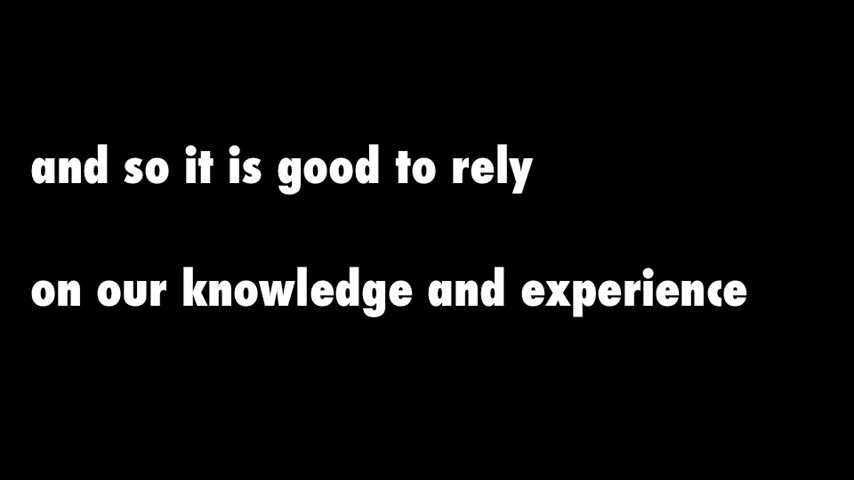 and so it is good to rely
on our knowledge and experience